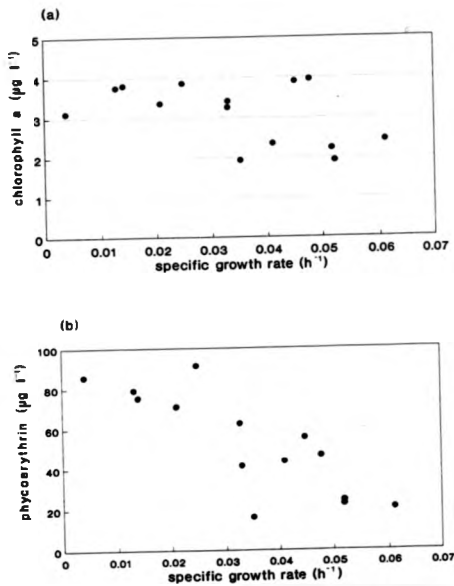 (a)
chlorophyll a (µg l⁻¹)
5
4
3
2
1
0
0 0.01 0.02 0.03 0.04 0.05 0.06 0.07
specific growth rate (h⁻¹)
(b)
phycoerythrin (µg l⁻¹)
100
80
60
40
20
0
0 0.01 0.02 0.03 0.04 0.05 0.06 0.07
specific growth rate (h⁻¹)